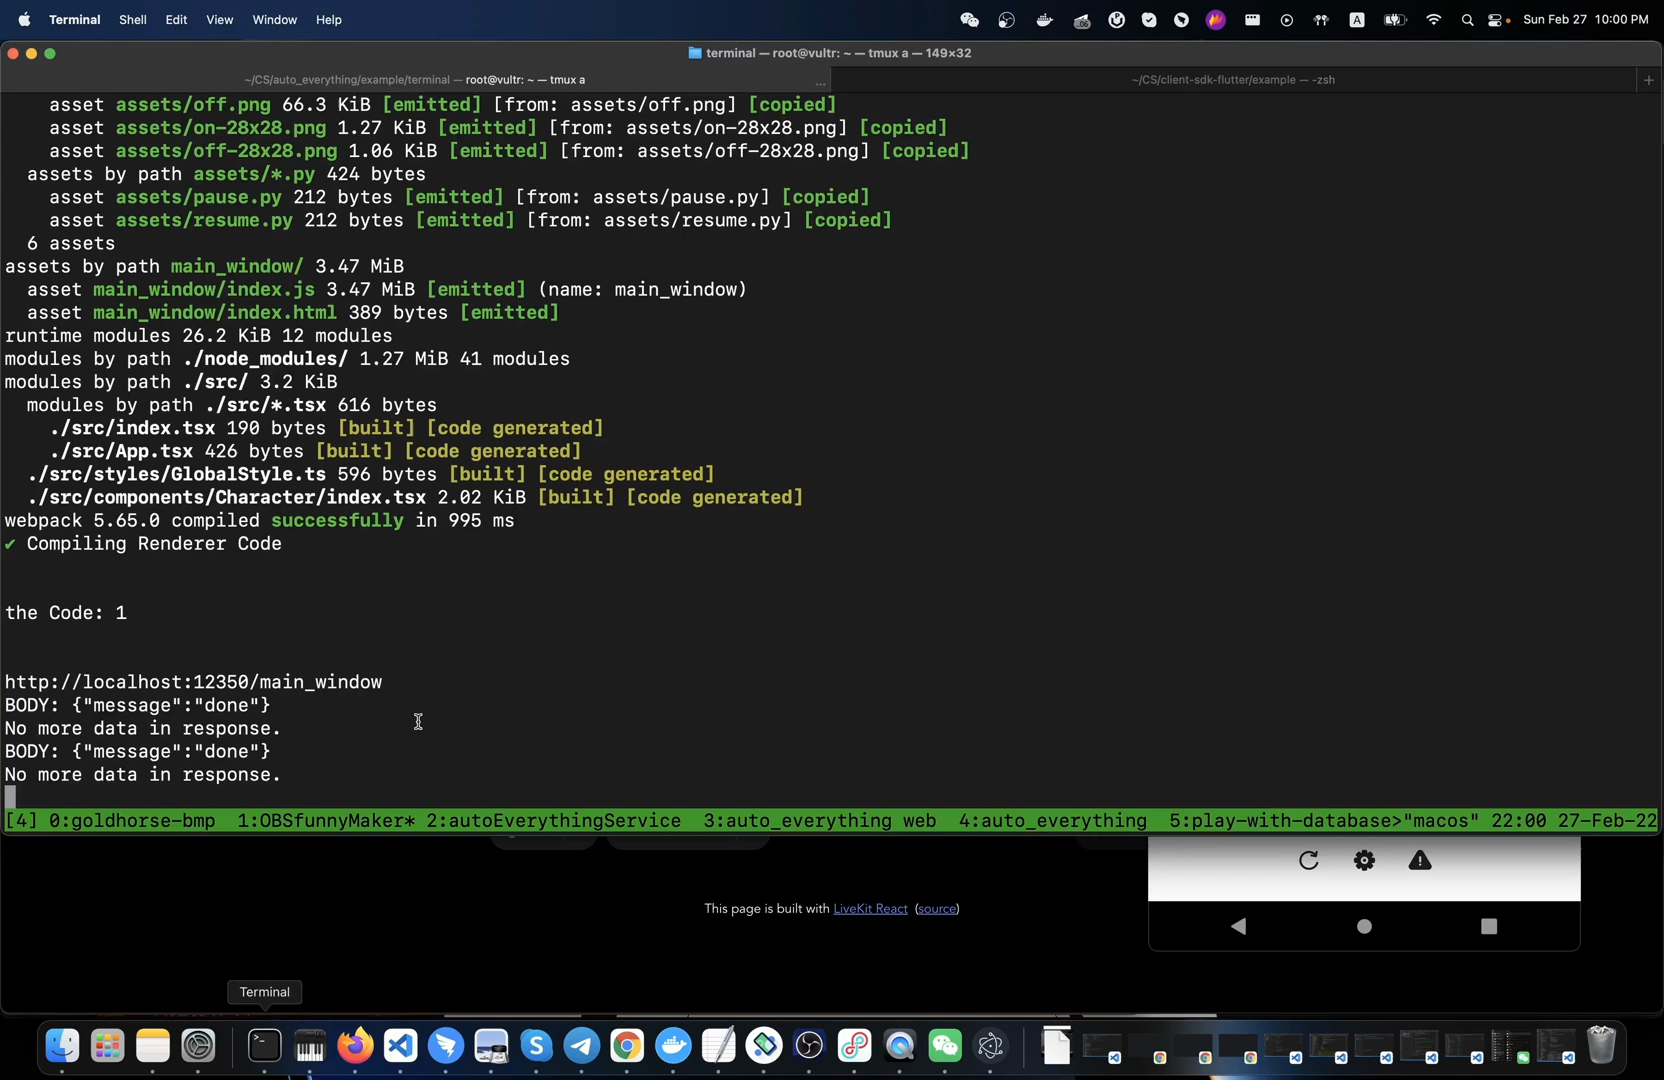 Terminal Shell Edit View Window Help
Sun Feb 27 10:00 PM
terminal — root@vultr: ~ — tmux a — 149×32
~/CS/auto_everything/example/terminal — root@vultr: ~ — tmux a ...
~/CS/client-sdk-flutter/example — -zsh +
asset assets/off.png 66.3 KiB [emitted] [from: assets/off.png] [copied]
asset assets/on-28x28.png 1.27 KiB [emitted] [from: assets/on-28x28.png] [copied]
asset assets/off-28x28.png 1.06 KiB [emitted] [from: assets/off-28x28.png] [copied]
assets by path assets/*.py 424 bytes
asset assets/pause.py 212 bytes [emitted] [from: assets/pause.py] [copied]
asset assets/resume.py 212 bytes [emitted] [from: assets/resume.py] [copied]
6 assets
assets by path main_window/ 3.47 MiB
asset main_window/index.js 3.47 MiB [emitted] (name: main_window)
asset main_window/index.html 389 bytes [emitted]
runtime modules 26.2 KiB 12 modules
modules by path ./node_modules/ 1.27 MiB 41 modules
modules by path ./src/ 3.2 KiB
modules by path ./src/*.tsx 616 bytes
./src/index.tsx 190 bytes [built] [code generated]
./src/App.tsx 426 bytes [built] [code generated]
./src/styles/GlobalStyle.ts 596 bytes [built] [code generated]
./src/components/Character/index.tsx 2.02 KiB [built] [code generated]
webpack 5.65.0 compiled successfully in 995 ms
✔ Compiling Renderer Code
the Code: 1
http://localhost:12350/main_window
BODY: {"message":"done"}
No more data in response.
BODY: {"message":"done"}
No more data in response.
[4] 0:goldhorse-bmp 1:OBSfunnyMaker* 2:autoEverythingService 3:auto_everything web 4:auto_everything 5:play-with-database>"macos" 22:00 27-Feb-22
This page is built with LiveKit React (source)
Terminal